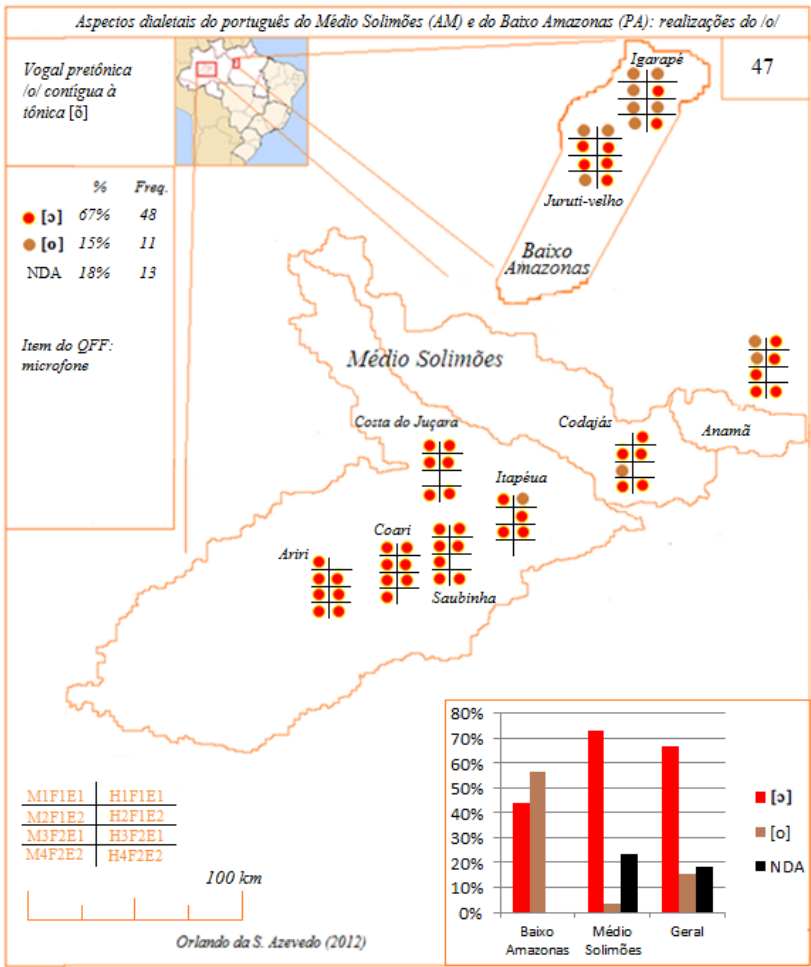 Aspectos dialetais do português do Médio Solimões (AM) e do Baixo Amazonas (PA): realizações do /o/
Vogal pretônica
/o/ contígua à
tônica [õ]
47
% Freq.
[ɔ] 67% 48
[o] 15% 11
NDA 18% 13
Item do QFF:
microfone
Igarapé
Juruti-velho
Baixo
Amazonas
Médio Solimões
Costa do Juçara
Codajás
Anamã
Itapéua
Coari
Ariri
Saubinha
M1F1E1 H1F1E1
M2F1E2 H2F1E2
M3F2E1 H3F2E1
M4F2E2 H4F2E2
100 km
Orlando da S. Azevedo (2012)
80%
70%
60%
50%
40%
30%
20%
10%
0%
Baixo
Amazonas
Médio
Solimões
Geral
[ɔ]
[o]
NDA